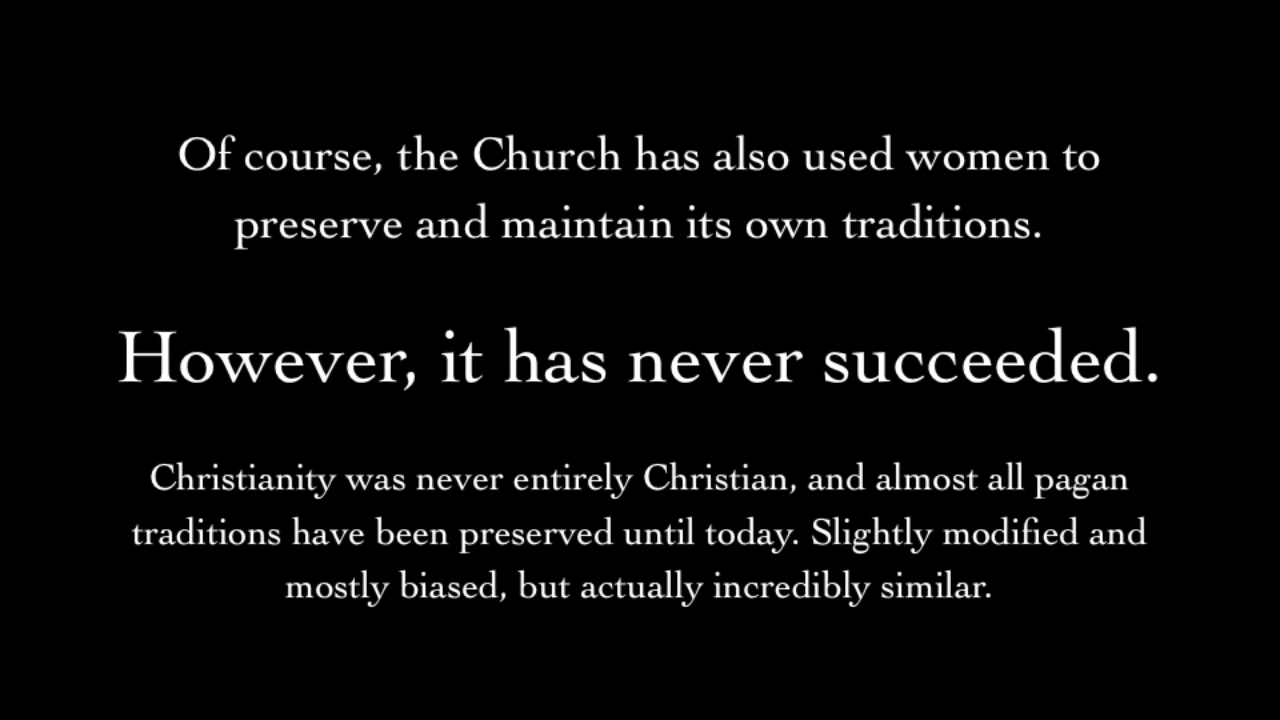 Of course, the Church has also used women to
preserve and maintain its own traditions.
However, it has never succeeded.
Christianity was never entirely Christian, and almost all pagan
traditions have been preserved until today. Slightly modified and
mostly biased, but actually incredibly similar.